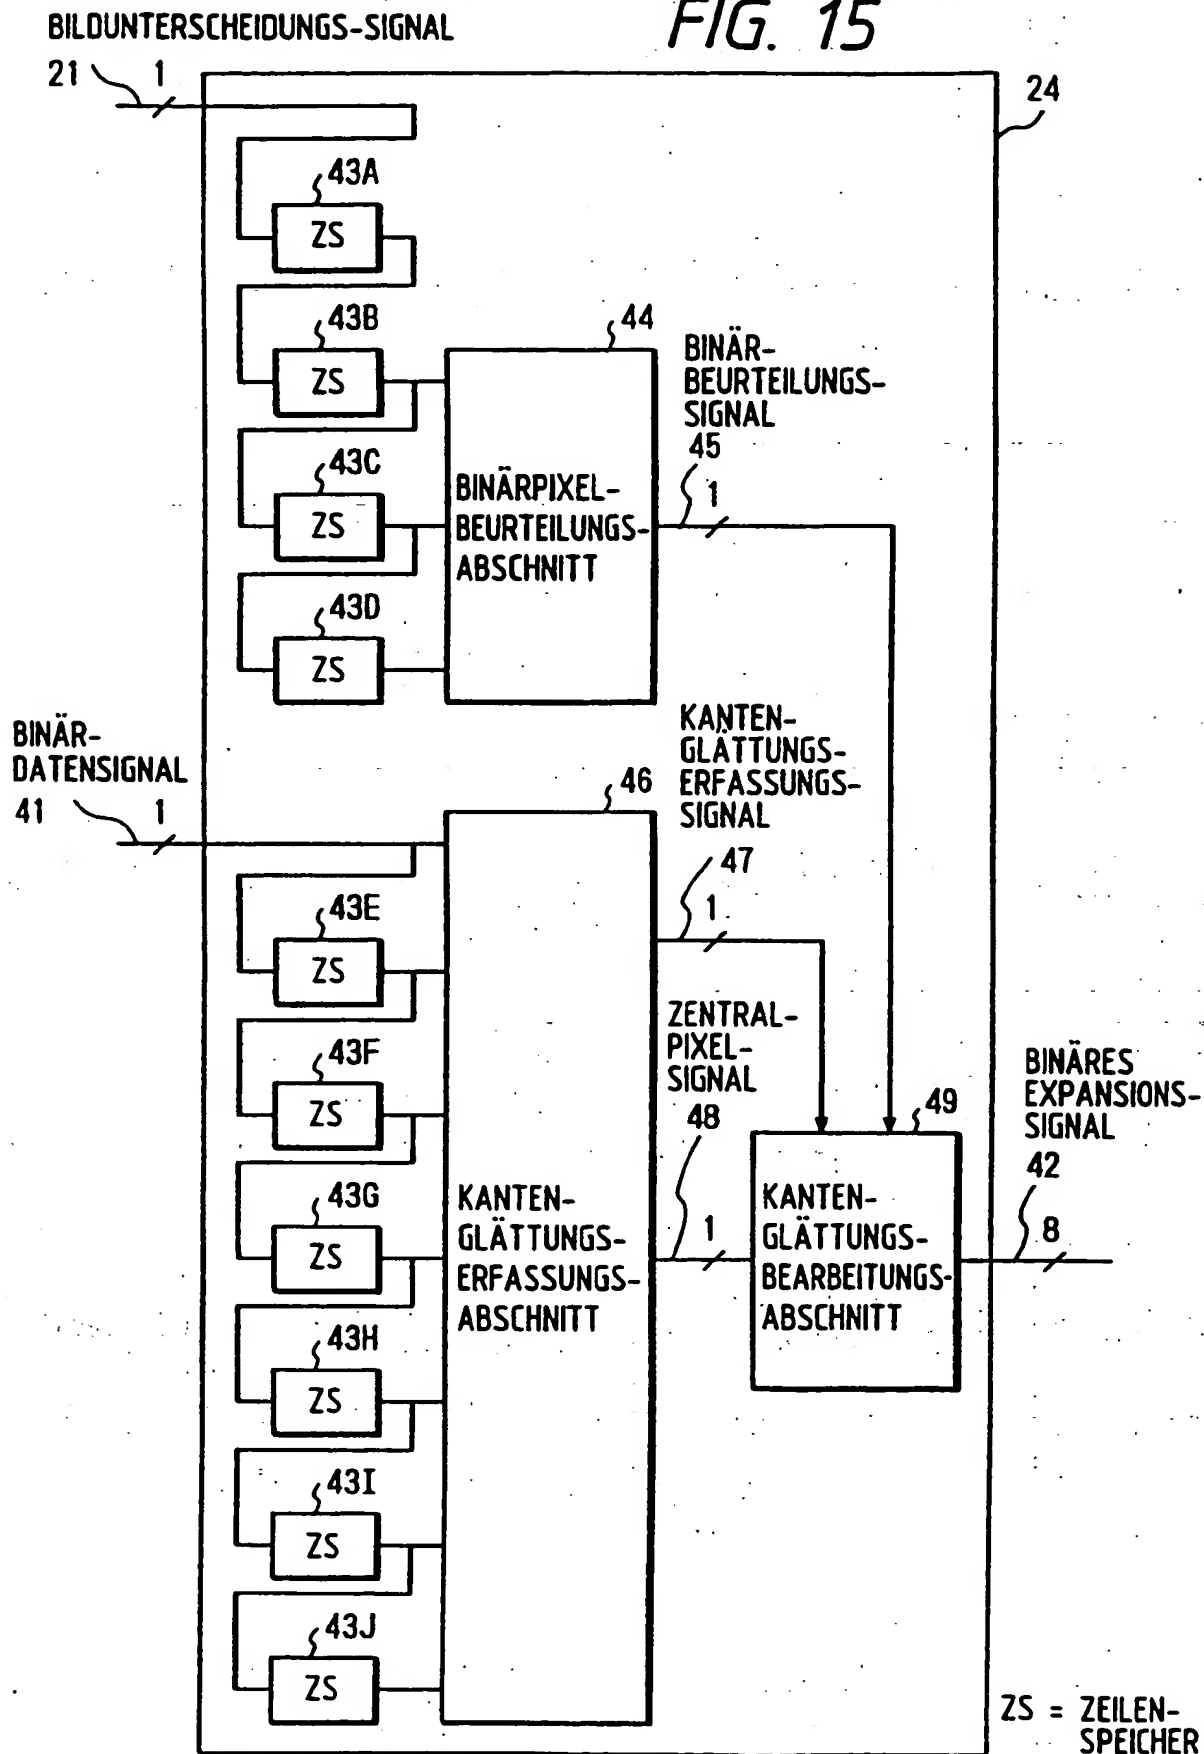 FIG. 15
BILDUNTERSCHEIDUNGS-SIGNAL
21
1
24
43A
ZS
43B
ZS
44
BINÄR-
BEURTEILUNGS-
SIGNAL
45
1
43C
ZS
BINÄRPIXEL-
BEURTEILUNGS-
ABSCHNITT
43D
ZS
BINÄR-
DATENSIGNAL
41
1
46
KANTEN-
GLÄTTUNGS-
ERFASSUNGS-
SIGNAL
47
1
43E
ZS
43F
ZS
ZENTRAL-
PIXEL-
SIGNAL
48
1
49
BINÄRES
EXPANSIONS-
SIGNAL
42
8
43G
ZS
KANTEN-
GLÄTTUNGS-
ERFASSUNGS-
ABSCHNITT
KANTEN-
GLÄTTUNGS-
BEARBEITUNGS-
ABSCHNITT
43H
ZS
43I
ZS
43J
ZS
ZS = ZEILEN-
SPEICHER